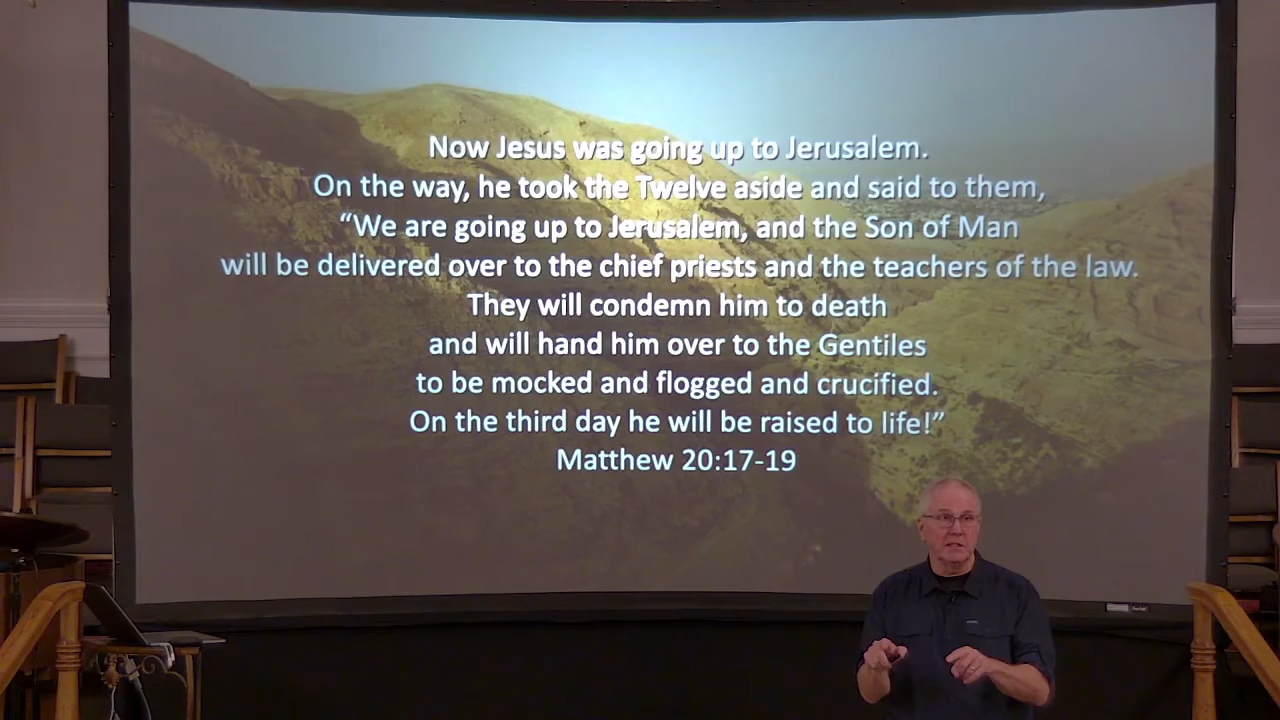 Now Jesus was going up to Jerusalem.
On the way, he took the Twelve aside and said to them,
“We are going up to Jerusalem, and the Son of Man
will be delivered over to the chief priests and the teachers of the law.
They will condemn him to death
and will hand him over to the Gentiles
to be mocked and flogged and crucified.
On the third day he will be raised to life!”
Matthew 20:17-19